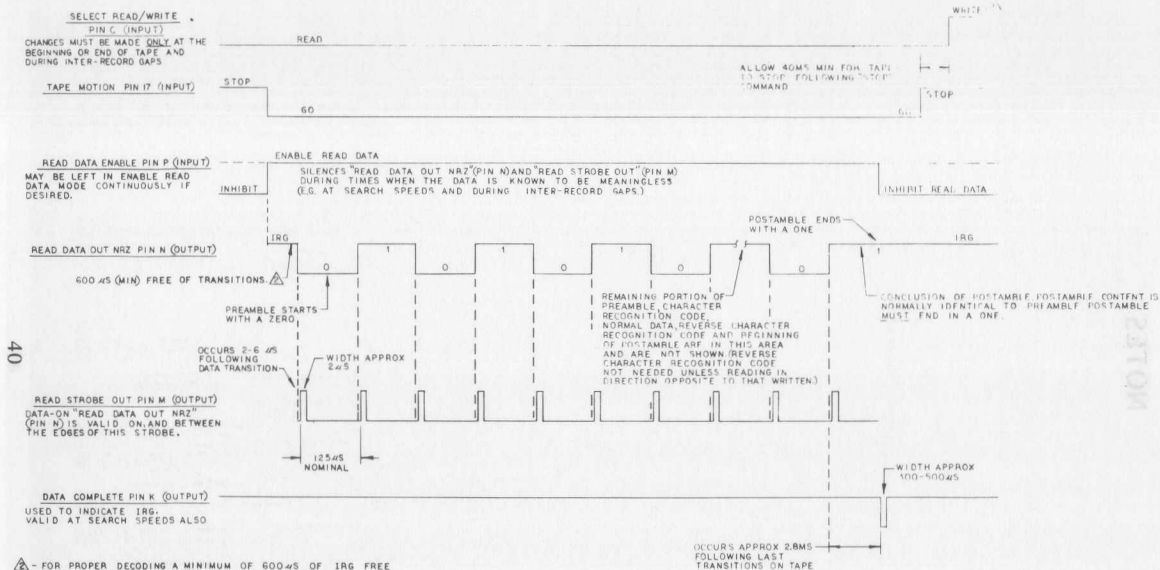 SELECT READ/WRITE
PIN C (INPUT)
CHANGES MUST BE MADE ONLY AT THE
BEGINNING OR END OF TAPE AND
DURING INTER-RECORD GAPS
READ
WRITE
ALLOW 40MS MIN FOR TAPE
TO STOP FOLLOWING "STOP"
COMMAND
TAPE MOTION PIN 17 (INPUT)
STOP
GO
GO
STOP
READ DATA ENABLE PIN P (INPUT)
MAY BE LEFT IN ENABLE READ
DATA MODE CONTINUOUSLY IF
DESIRED.
INHIBIT
ENABLE READ DATA
SILENCES "READ DATA OUT NRZ" (PIN N) AND "READ STROBE OUT" (PIN M)
DURING TIMES WHEN THE DATA IS KNOWN TO BE MEANINGLESS
(E.G. AT SEARCH SPEEDS AND DURING INTER-RECORD GAPS.)
INHIBIT READ DATA
READ DATA OUT NRZ PIN N (OUTPUT)
IRG
0 1 0 1 0 1 0 1 0 1
POSTAMBLE ENDS
WITH A ONE
IRG
600 µS (MIN) FREE OF TRANSITIONS. 2
PREAMBLE STARTS
WITH A ZERO
REMAINING PORTION OF
PREAMBLE, CHARACTER
RECOGNITION CODE,
NORMAL DATA, REVERSE CHARACTER
RECOGNITION CODE AND BEGINNING
OF POSTAMBLE ARE IN THIS AREA
AND ARE NOT SHOWN. (REVERSE
CHARACTER RECOGNITION CODE
NOT NEEDED UNLESS READING IN
DIRECTION OPPOSITE TO THAT WRITTEN.)
CONCLUSION OF POSTAMBLE POSTAMBLE CONTENT IS
NORMALLY IDENTICAL TO PREAMBLE POSTAMBLE
MUST END IN A ONE.
OCCURS 2-6 µS
FOLLOWING
DATA TRANSITION
WIDTH APPROX
2µS
READ STROBE OUT PIN M (OUTPUT)
DATA-ON "READ DATA OUT NRZ"
(PIN N) IS VALID ON, AND BETWEEN
THE EDGES OF THIS STROBE.
125µS
NOMINAL
DATA COMPLETE PIN K (OUTPUT)
USED TO INDICATE IRG.
VALID AT SEARCH SPEEDS ALSO
WIDTH APPROX
300-500µS
OCCURS APPROX 2.8MS
FOLLOWING LAST
TRANSITIONS ON TAPE
2 - FOR PROPER DECODING A MINIMUM OF 600µS OF IRG FREE
40
NOTES